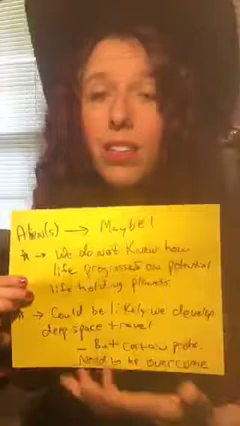 Alien(s) → Maybe!
* → We do not know how
life progresses on potential
life holding planets
* → Could be likely we develop
deep space travel
- But certain probs.
Need to be overcome